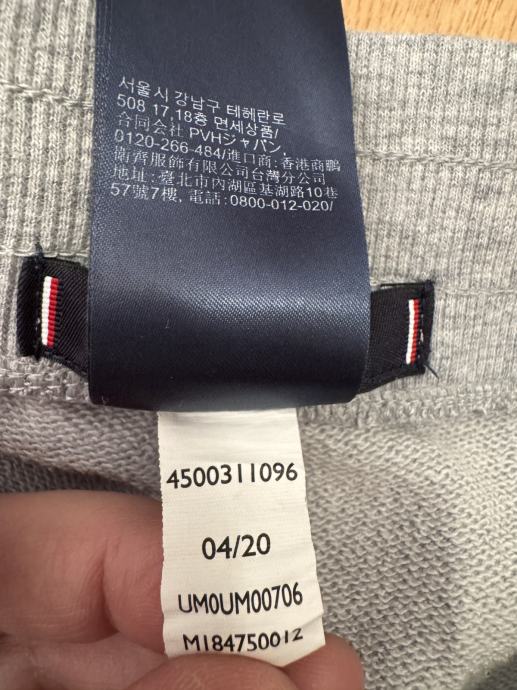 서울시 강남구 테헤란로
508 17,18층 연세상품/
合同会社 PVHジャパン,
0120-266-484/進口商:香港商鵬
衛齊服飾有限公司台灣分公司
地址:臺北市內湖區基湖路10巷
57號7樓, 電話:0800-012-020/
4500311096
04/20
UM0UM00706
M184750012